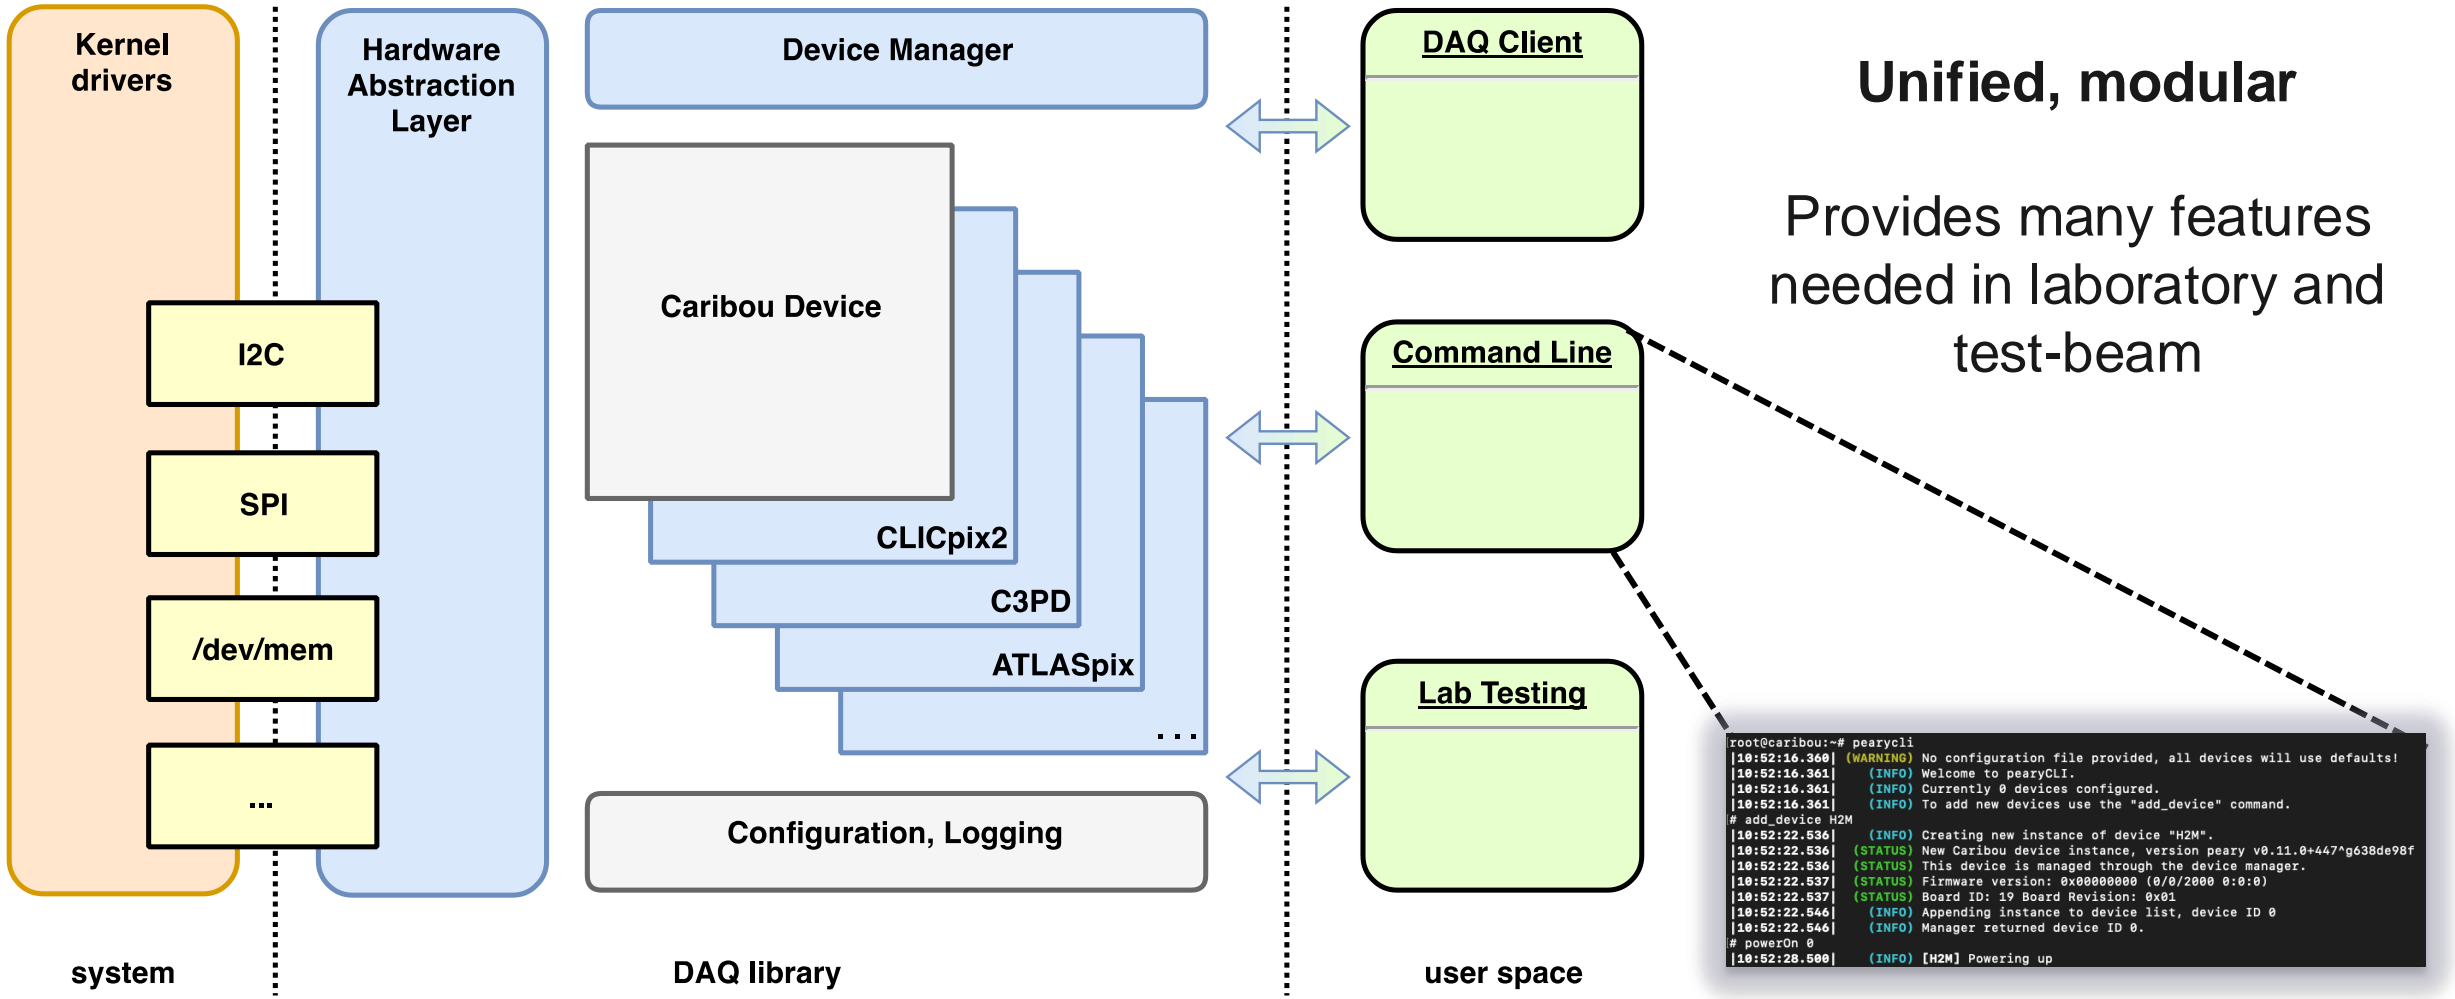 Kernel
drivers
Hardware
Abstraction
Layer
Device Manager
DAQ Client
Unified, modular
Provides many features
needed in laboratory and
test-beam
Caribou Device
CLICpix2
C3PD
ATLASpix
...
I2C
SPI
/dev/mem
...
Command Line
Lab Testing
Configuration, Logging
[root@caribou:~# pearycli
|10:52:16.360| (WARNING) No configuration file provided, all devices will use defaults!
|10:52:16.361| (INFO) Welcome to pearyCLI.
|10:52:16.361| (INFO) Currently 0 devices configured.
|10:52:16.361| (INFO) To add new devices use the "add_device" command.
[# add_device H2M
|10:52:22.536| (INFO) Creating new instance of device "H2M".
|10:52:22.536| (STATUS) New Caribou device instance, version peary v0.11.0+447^g638de98f
|10:52:22.536| (STATUS) This device is managed through the device manager.
|10:52:22.537| (STATUS) Firmware version: 0x00000000 (0/0/2000 0:0:0)
|10:52:22.537| (STATUS) Board ID: 19 Board Revision: 0x01
|10:52:22.546| (INFO) Appending instance to device list, device ID 0
|10:52:22.546| (INFO) Manager returned device ID 0.
[# powerOn 0
|10:52:28.500| (INFO) [H2M] Powering up
system
DAQ library
user space